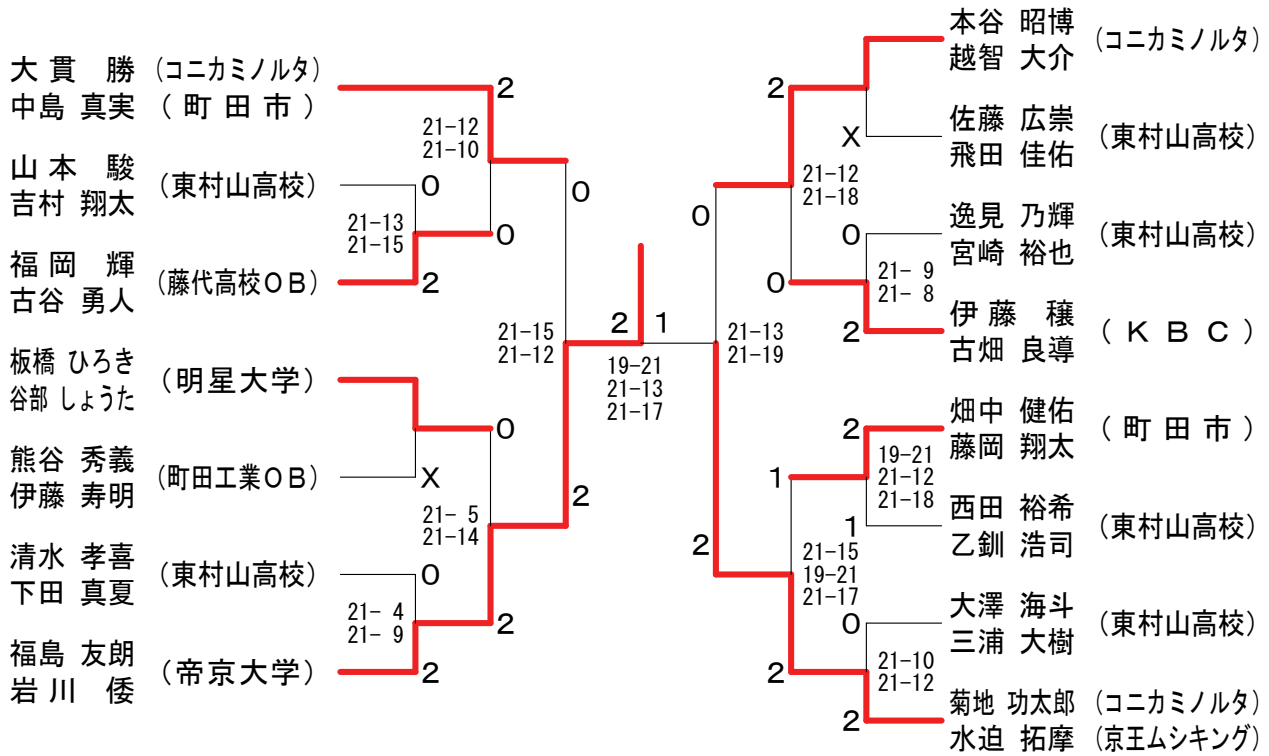 大貫 勝 (コニカミノルタ)
中島 真実 (町田市)
2
21-12
21-10
山本 駿
吉村 翔太
(東村山高校)
0
21-13
21-15
0
福岡 輝
古谷 勇人
(藤代高校OB)
2
0
21-15
21-12
板橋 ひろき
谷部 しょうた
(明星大学)
0
熊谷 秀義
伊藤 寿明
(町田工業OB)
X
21- 5
21-14
2
清水 孝喜
下田 真夏
(東村山高校)
0
21- 4
21- 9
2
福島 友朗
岩川 倭
(帝京大学)
2
2 1
19-21
21-13
21-17
本谷 昭博
越智 大介
(コニカミノルタ)
2
X
佐藤 広崇
飛田 佳佑
(東村山高校)
21-12
21-18
0
逸見 乃輝
宮崎 裕也
(東村山高校)
0
21- 9
21- 8
0
伊藤 穣
古畑 良導
(KBC)
2
21-13
21-19
畑中 健佑
藤岡 翔太
(町田市)
2
19-21
21-12
21-18
1
西田 裕希
乙釧 浩司
(東村山高校)
1
21-15
19-21
21-17
2
大澤 海斗
三浦 大樹
(東村山高校)
0
21-10
21-12
2
菊地 功太郎 (コニカミノルタ)
水迫 拓摩 (京王ムシキング)
2